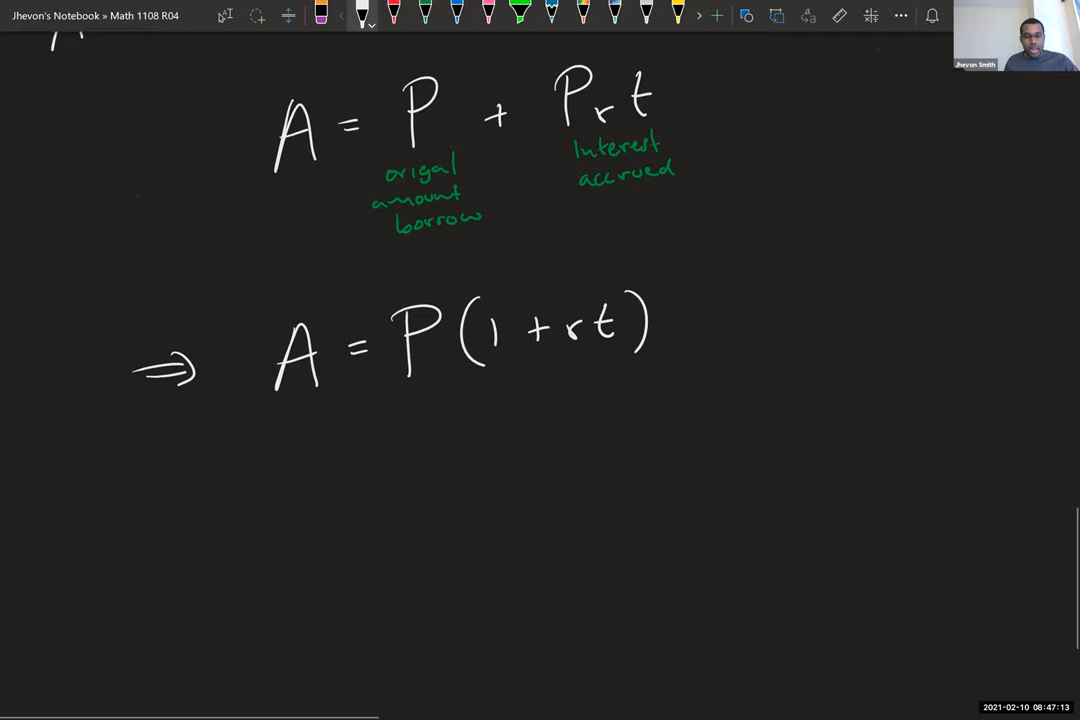 Jhevon's Notebook » Math 1108 R04
Jhevon Smith
A = P + Prt
origal
amount
borrow
Interest
accrued
⇒ A = P(1 + rt)
2021-02-10 08:47:13